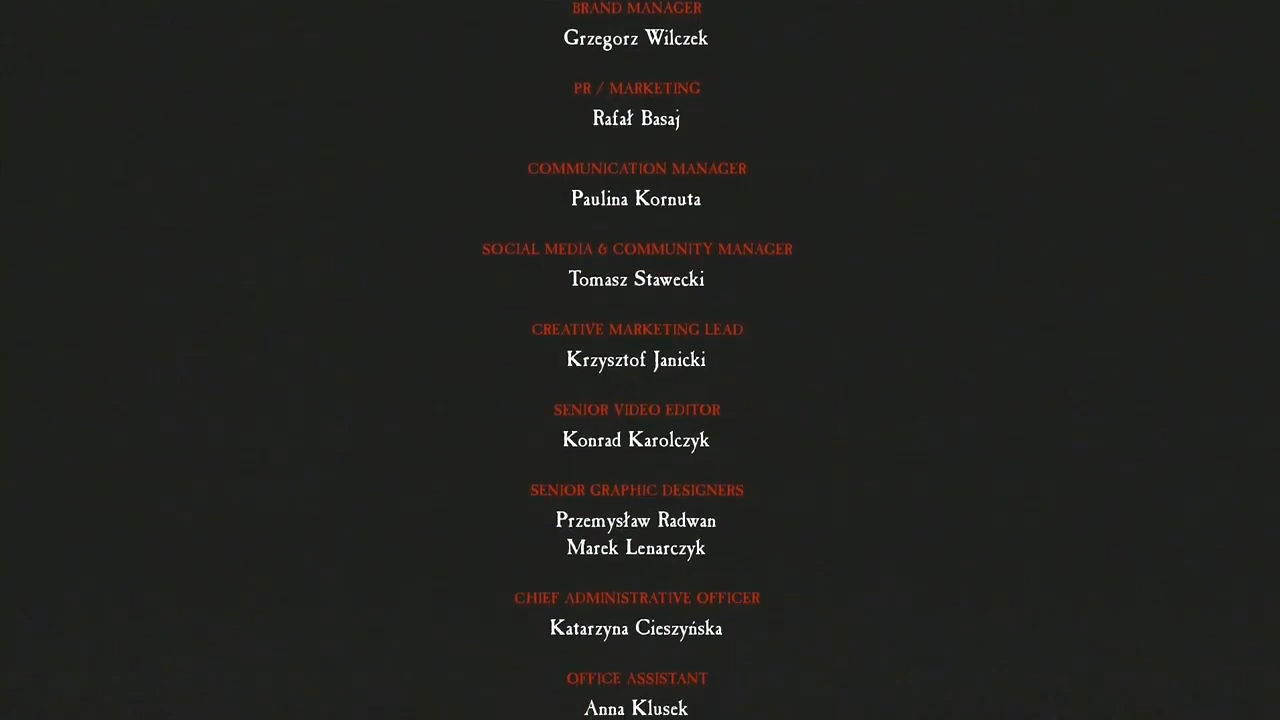 BRAND MANAGER
Grzegorz Wilczek
PR / MARKETING
Rafał Basaj
COMMUNICATION MANAGER
Paulina Kornuta
SOCIAL MEDIA & COMMUNITY MANAGER
Tomasz Stawecki
CREATIVE MARKETING LEAD
Krzysztof Janicki
SENIOR VIDEO EDITOR
Konrad Karolczyk
SENIOR GRAPHIC DESIGNERS
Przemysław Radwan
Marek Lenarczyk
CHIEF ADMINISTRATIVE OFFICER
Katarzyna Cieszyńska
OFFICE ASSISTANT
Anna Klusek